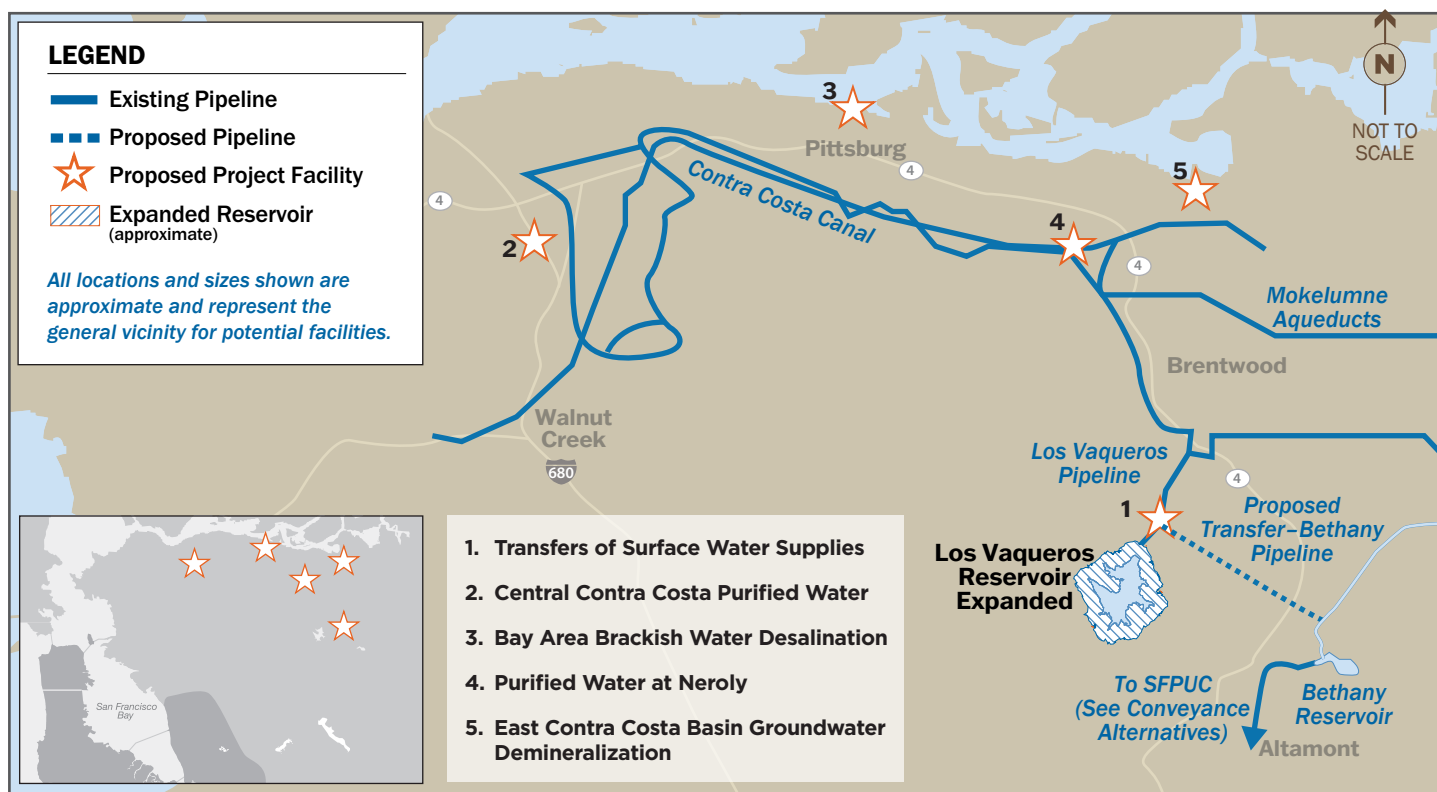 LEGEND
Existing Pipeline
Proposed Pipeline
Proposed Project Facility
Expanded Reservoir
(approximate)
All locations and sizes shown are
approximate and represent the
general vicinity for potential facilities.
N
NOT TO
SCALE
3
Pittsburg
4
Contra Costa Canal
5
4
2
4
4
Mokelumne
Aqueducts
Brentwood
Walnut
Creek
680
Los Vaqueros
Pipeline
4
1
Proposed
Transfer–Bethany
Pipeline
Los Vaqueros
Reservoir
Expanded
To SFPUC
(See Conveyance
Alternatives)
Bethany
Reservoir
Altamont
San Francisco
Bay
1. Transfers of Surface Water Supplies
2. Central Contra Costa Purified Water
3. Bay Area Brackish Water Desalination
4. Purified Water at Neroly
5. East Contra Costa Basin Groundwater
Demineralization